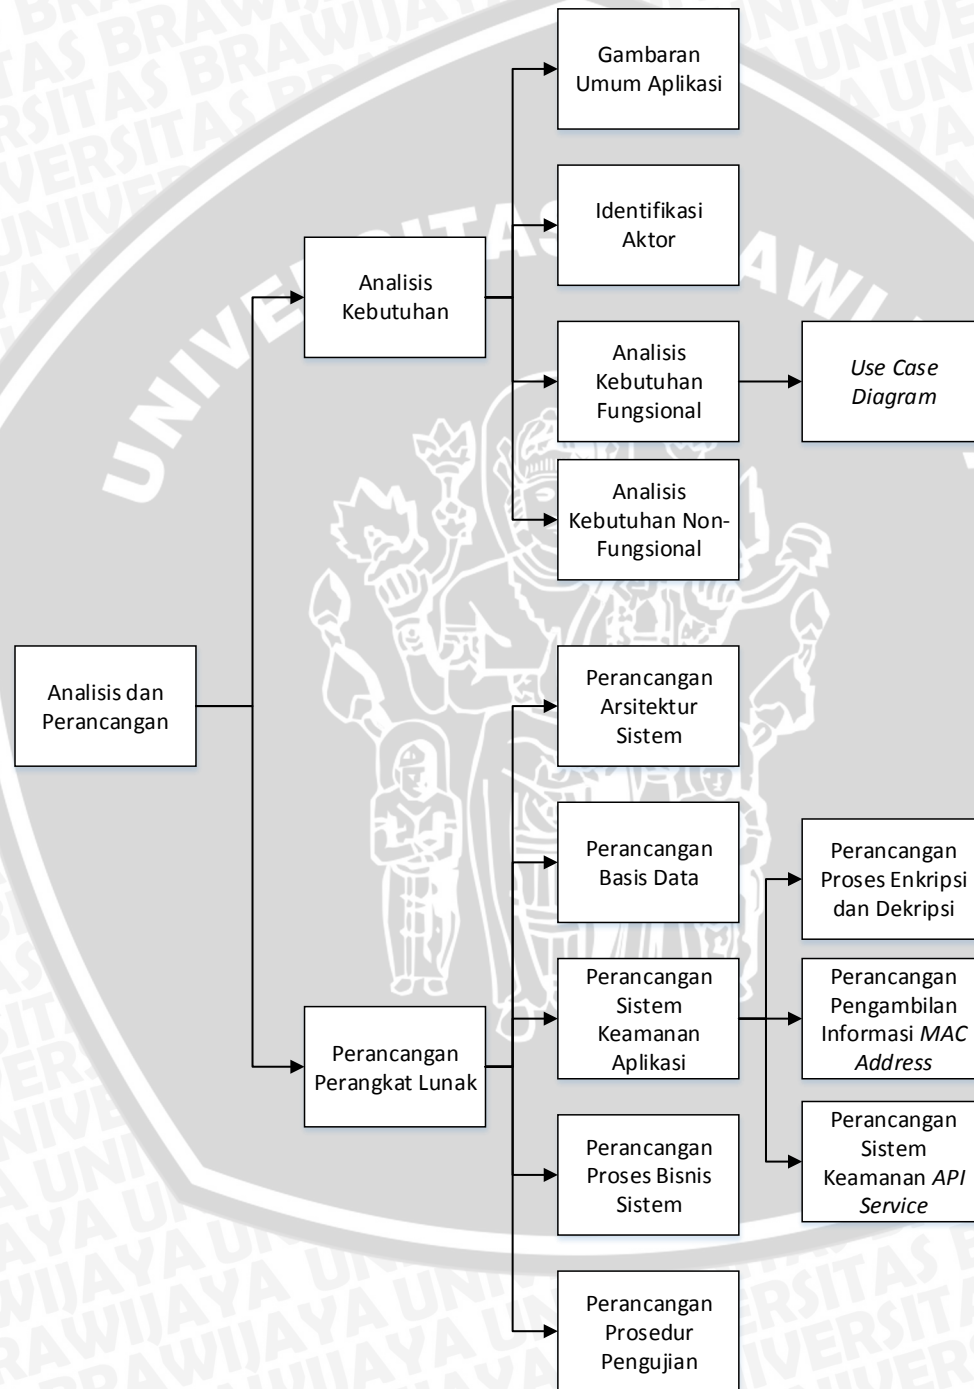 Gambaran
Umum Aplikasi
Identifikasi
Aktor
Analisis
Kebutuhan
Analisis
Kebutuhan
Fungsional
Use Case
Diagram
Analisis
Kebutuhan Non-
Fungsional
Analisis dan
Perancangan
Perancangan
Arsitektur
Sistem
Perancangan
Basis Data
Perancangan
Proses Enkripsi
dan Dekripsi
Perancangan
Sistem
Keamanan
Aplikasi
Perancangan
Pengambilan
Informasi MAC
Address
Perancangan
Perangkat Lunak
Perancangan
Sistem
Keamanan API
Service
Perancangan
Proses Bisnis
Sistem
Perancangan
Prosedur
Pengujian